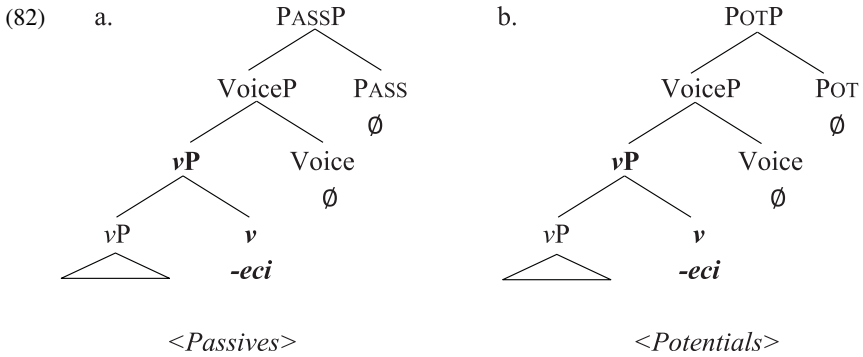 (82) a. PASSP b. POTP
VoiceP PASS VoiceP POT
∅ ∅
vP Voice vP Voice
∅ ∅
vP v vP v
-eci -eci
<Passives> <Potentials>